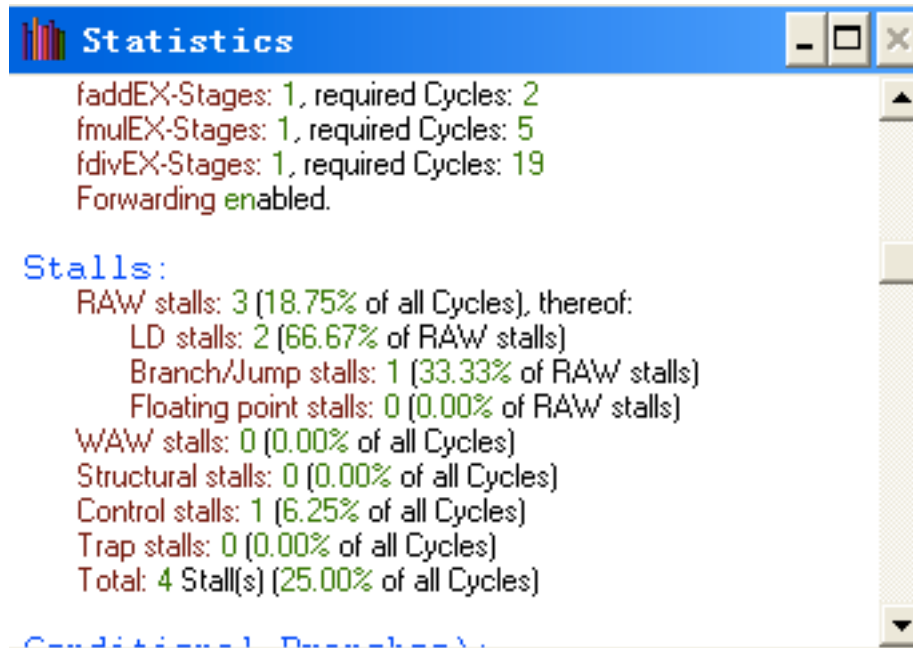 Statistics
faddEX-Stages: 1, required Cycles: 2
fmulEX-Stages: 1, required Cycles: 5
fdivEX-Stages: 1, required Cycles: 19
Forwarding enabled.
Stalls:
RAW stalls: 3 (18.75% of all Cycles), thereof:
LD stalls: 2 (66.67% of RAW stalls)
Branch/Jump stalls: 1 (33.33% of RAW stalls)
Floating point stalls: 0 (0.00% of RAW stalls)
WAW stalls: 0 (0.00% of all Cycles)
Structural stalls: 0 (0.00% of all Cycles)
Control stalls: 1 (6.25% of all Cycles)
Trap stalls: 0 (0.00% of all Cycles)
Total: 4 Stall(s) (25.00% of all Cycles)